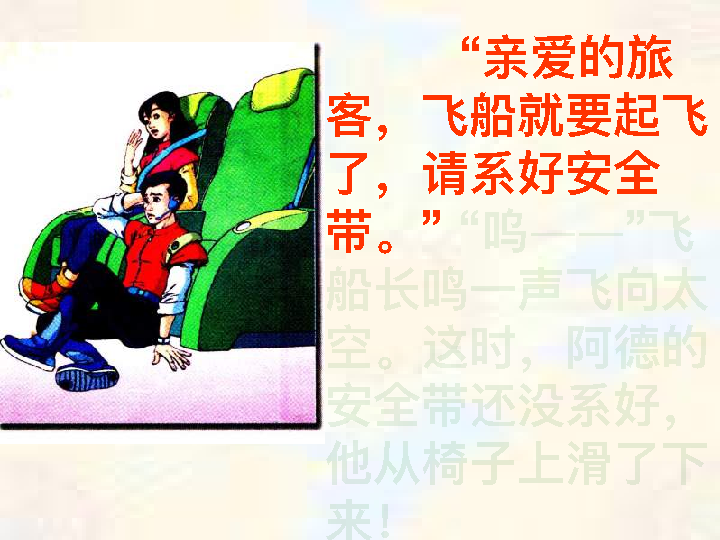 “亲爱的旅
客，飞船就要起飞
了，请系好安全
带。”“呜——”飞
船长鸣一声飞向太
空。这时，阿德的
安全带还没系好，
他从椅子上滑了下
来！